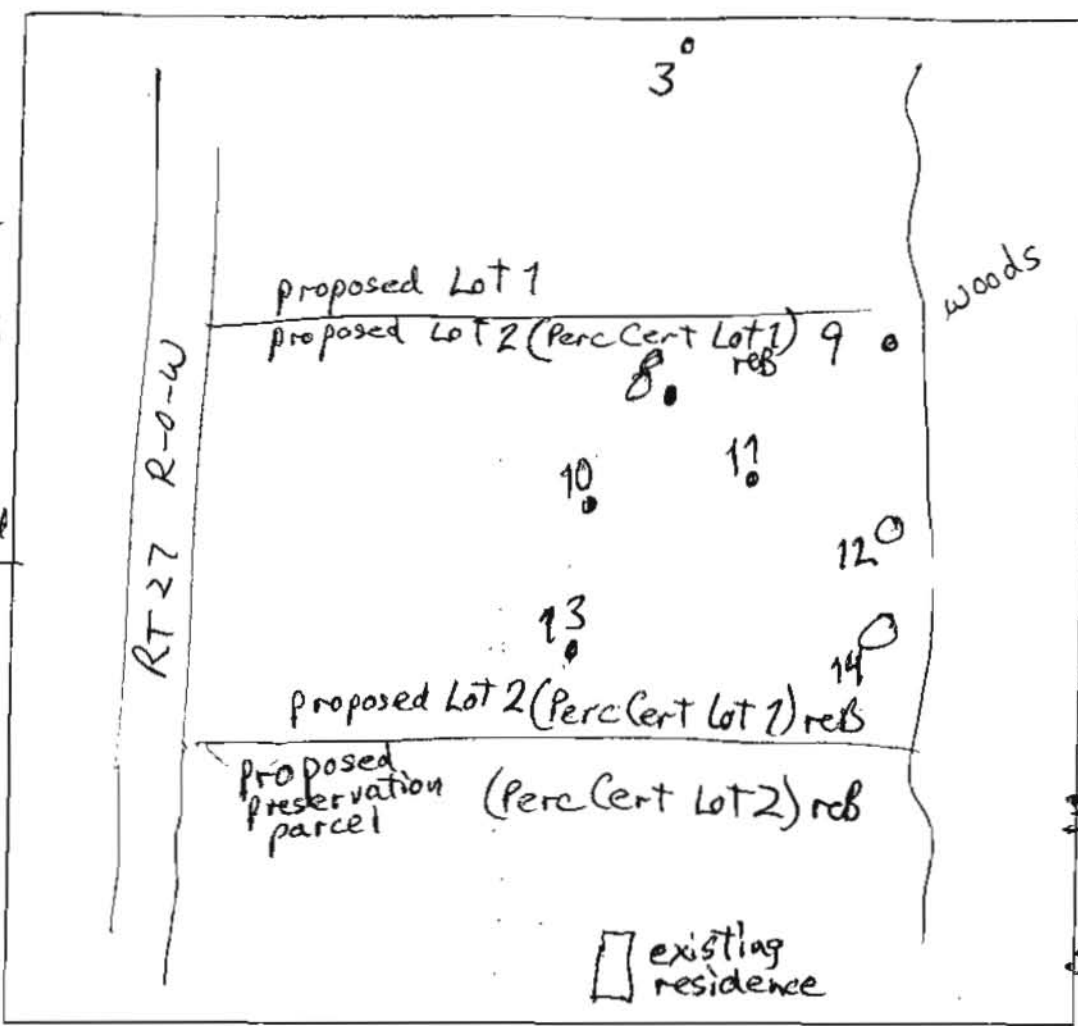 3
proposed Lot 1
woods
proposed Lot 2 (Perc Cert Lot 1) 9
reB
8
RT 27 R-O-W
10
11
12
13
14
proposed Lot 2 (Perc Cert Lot 1) reB
proposed
preservation
parcel
(Perc Cert Lot 2) reB
existing
residence